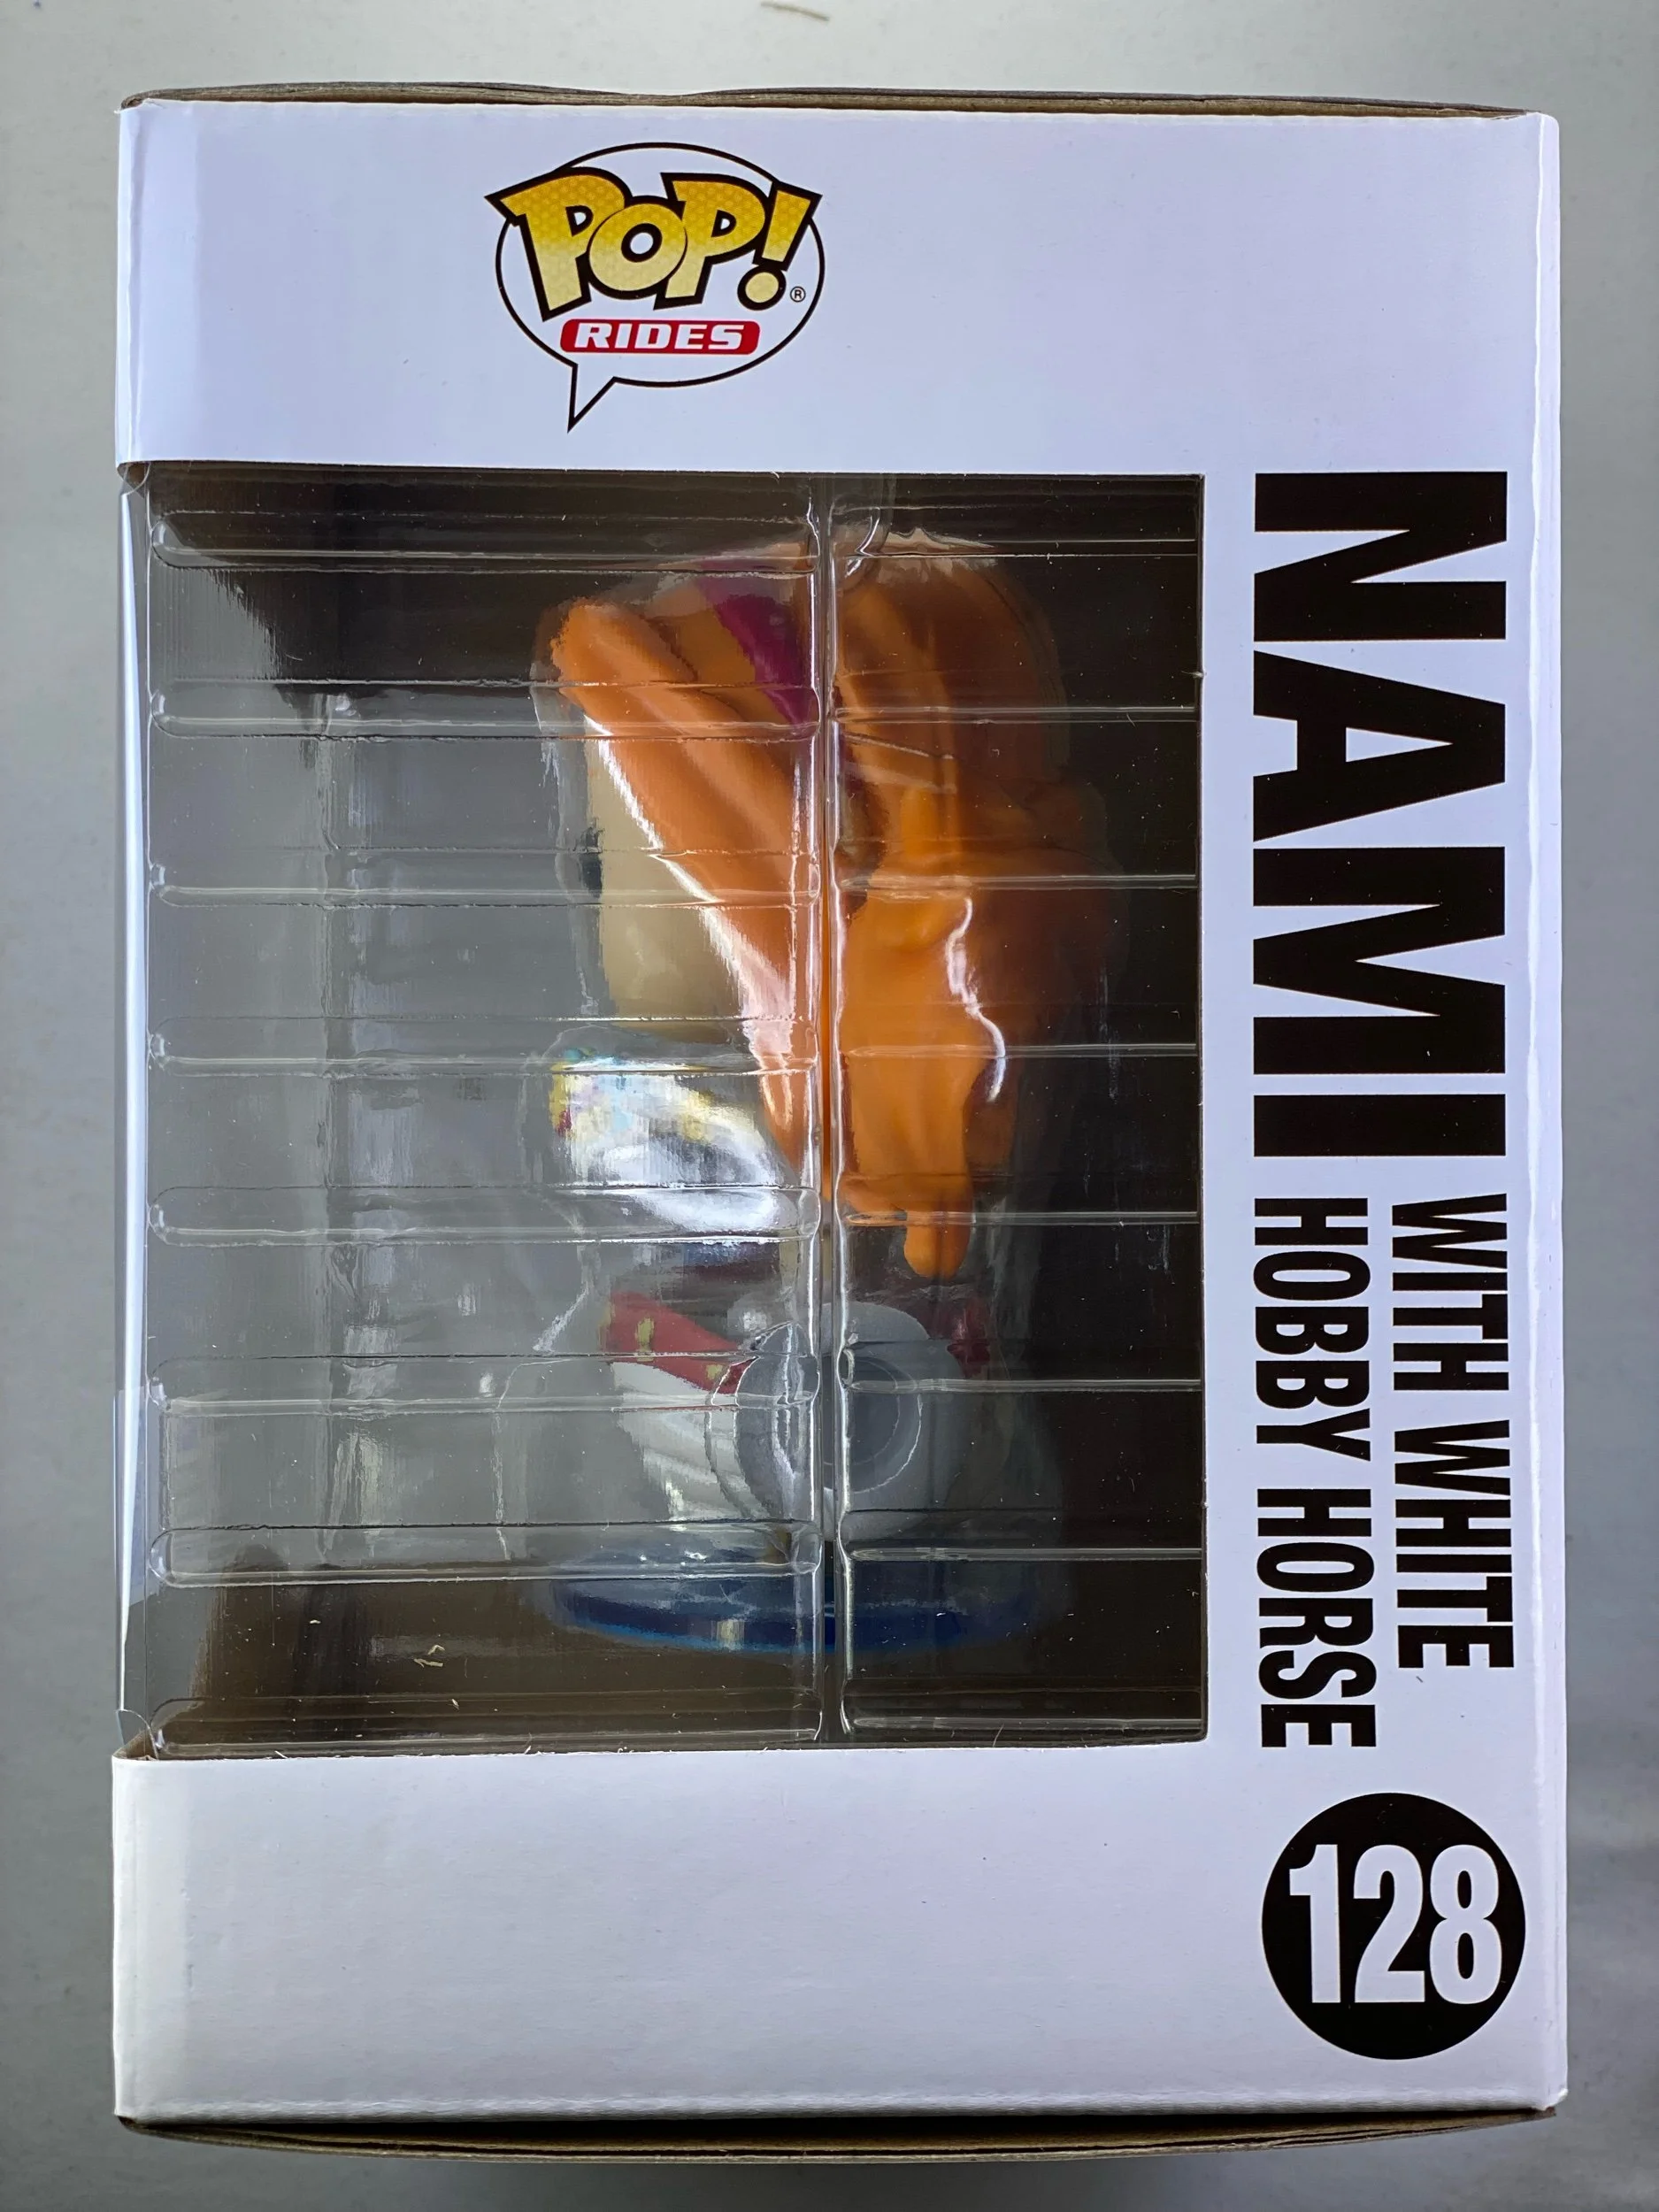 POP!®
RIDES
NAMI
WITH WHITE
HOBBY HORSE
128